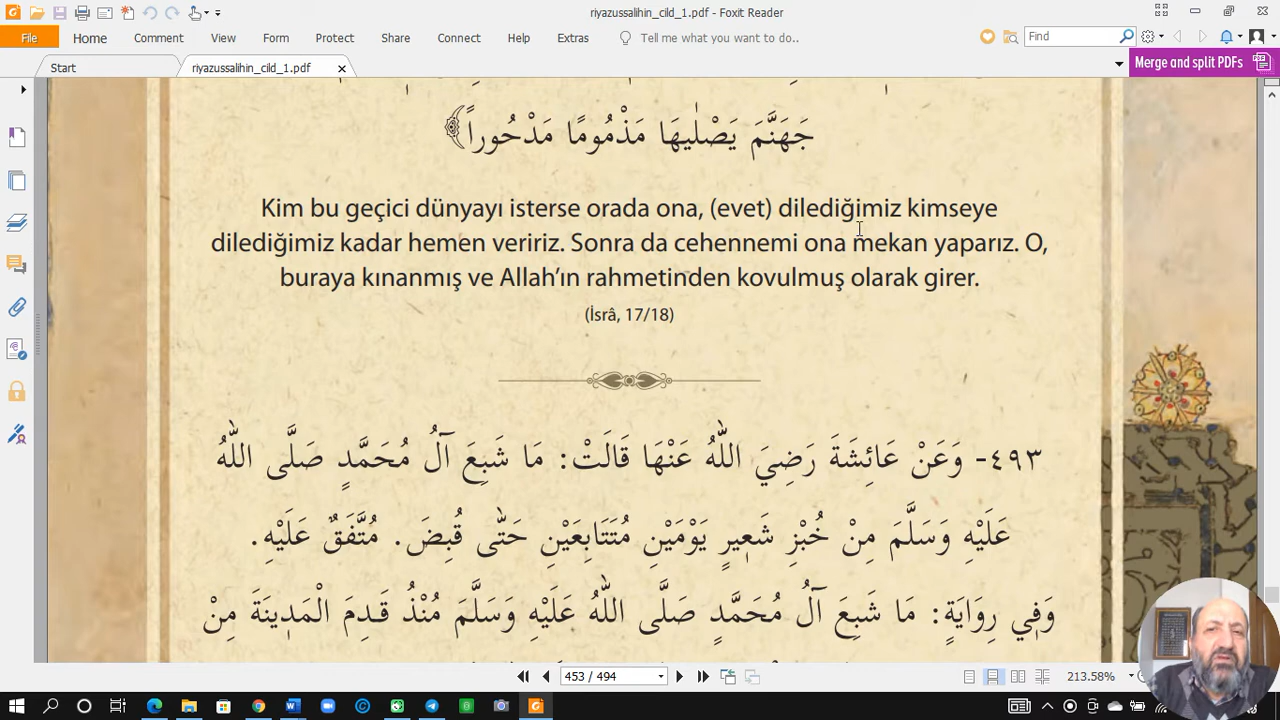 riyazussalihin_cild_1.pdf - Foxit Reader
File Home Comment View Form Protect Share Connect Help Extras Tell me what you want to do.. Find
Start riyazussalihin_cild_1.pdf Merge and split PDFs
جَهَنَّمَ يَصْلٰيهَا مَذْمُومًا مَدْحُوراً﴾
Kim bu geçici dünyayı isterse orada ona, (evet) dilediğimiz kimseye
dilediğimiz kadar hemen veririz. Sonra da cehennemi ona mekan yaparız. O,
buraya kınanmış ve Allah’ın rahmetinden kovulmuş olarak girer.
(İsrâ, 17/18)
٤٩٣- وَعَنْ عَائِشَةَ رَضِيَ اللّٰهُ عَنْهَا قَالَتْ: مَا شَبِعَ آلُ مُحَمَّدٍ صَلَّى اللّٰهُ
عَلَيْهِ وَسَلَّمَ مِنْ خُبْزِ شَعِيرٍ يَوْمَيْنِ مُتَتَابِعَيْنِ حَتّٰى قُبِضَ. مُتَّفَقٌ عَلَيْهِ.
وَفِي رِوَايَةٍ: مَا شَبِعَ آلُ مُحَمَّدٍ صَلَّى اللّٰهُ عَلَيْهِ وَسَلَّمَ مُنْذُ قَدِمَ الْمَدِينَةَ مِنْ
453 / 494 213.58%